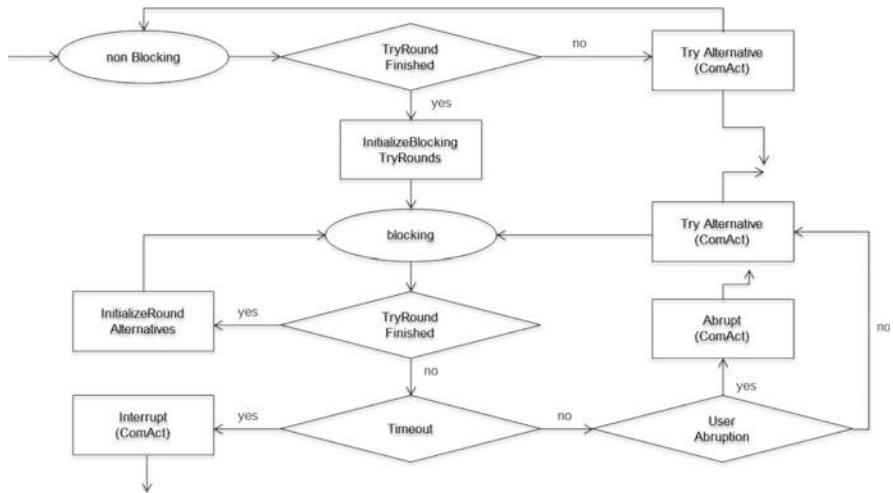 non Blocking
TryRound
Finished
no
Try Alternative
(ComAct)
yes
InitializeBlocking
TryRounds
blocking
Try Alternative
(ComAct)
InitializeRound
Alternatives
yes
TryRound
Finished
Abrupt
(ComAct)
no
no
yes
Interrupt
(ComAct)
yes
Timeout
no
User
Abruption